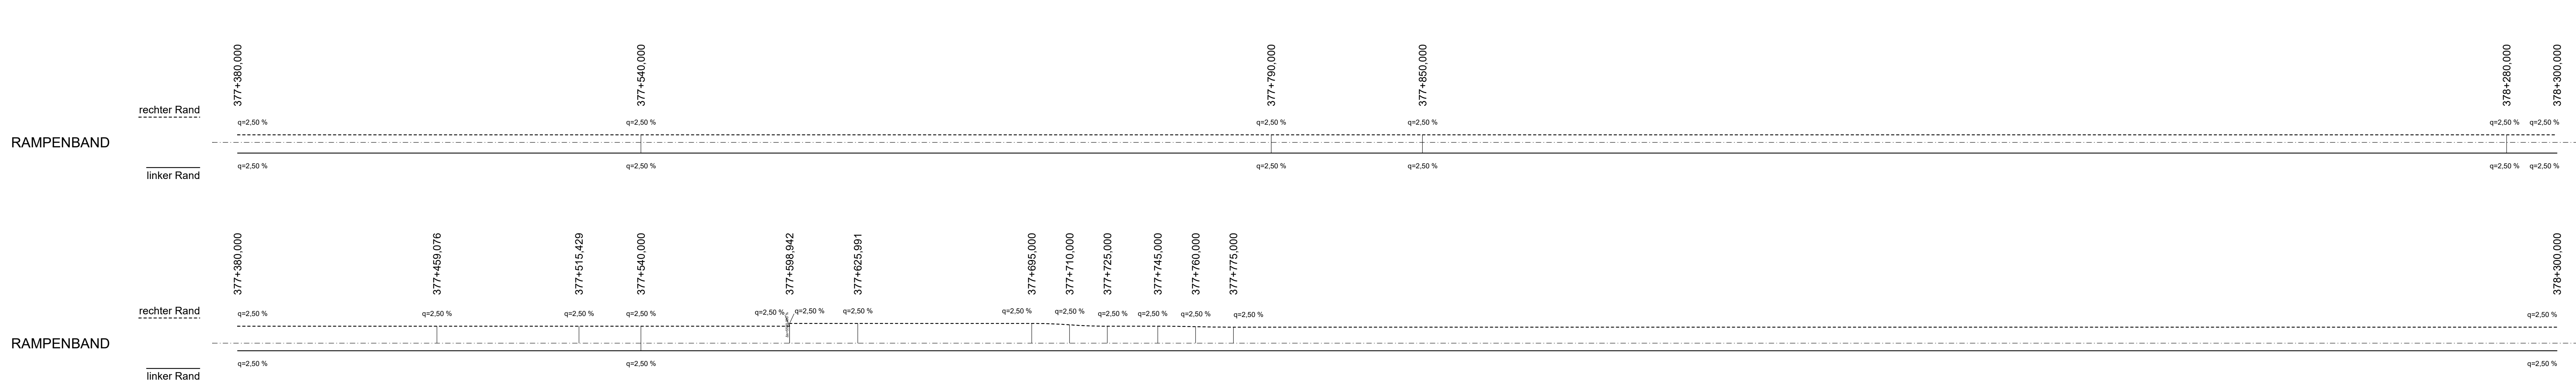 377+380,000 377+540,000 377+790,000 377+850,000 378+280,000 378+300,000
rechter Rand
q=2,50 % q=2,50 % q=2,50 % q=2,50 % q=2,50 % q=2,50 %
RAMPENBAND
q=2,50 % q=2,50 % q=2,50 % q=2,50 % q=2,50 % q=2,50 %
linker Rand
377+380,000 377+459,076 377+515,429 377+540,000 377+598,942 377+625,991 377+695,000 377+710,000 377+725,000 377+745,000 377+760,000 377+775,000 378+300,000
rechter Rand
q=2,50 % q=2,50 % q=2,50 % q=2,50 % q=2,50 % q=2,50 % q=2,50 % q=2,50 % q=2,50 % q=2,50 % q=2,50 % q=2,50 % q=2,50 % q=2,50 %
RAMPENBAND
q=2,50 % q=2,50 % q=2,50 %
linker Rand